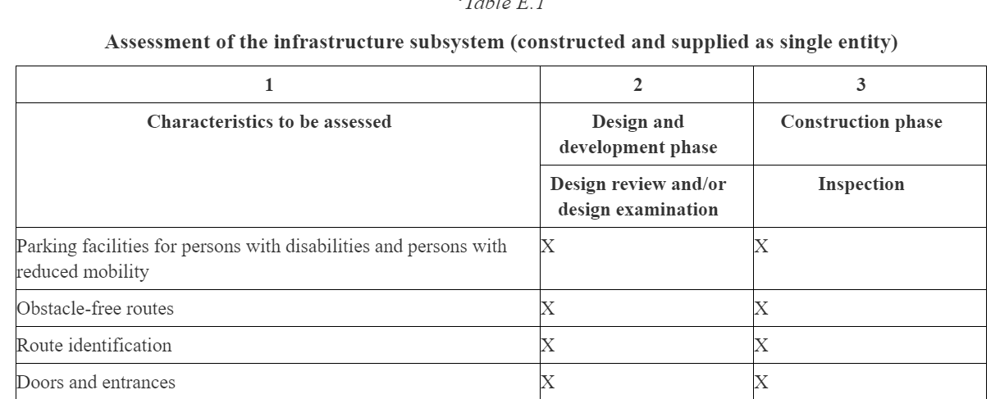 Table E.1
Assessment of the infrastructure subsystem (constructed and supplied as single entity)
1 2 3
Characteristics to be assessed
Design and
development phase
Construction phase
Design review and/or
design examination
Inspection
Parking facilities for persons with disabilities and persons with
reduced mobility
X X
Obstacle-free routes X X
Route identification X X
Doors and entrances X X